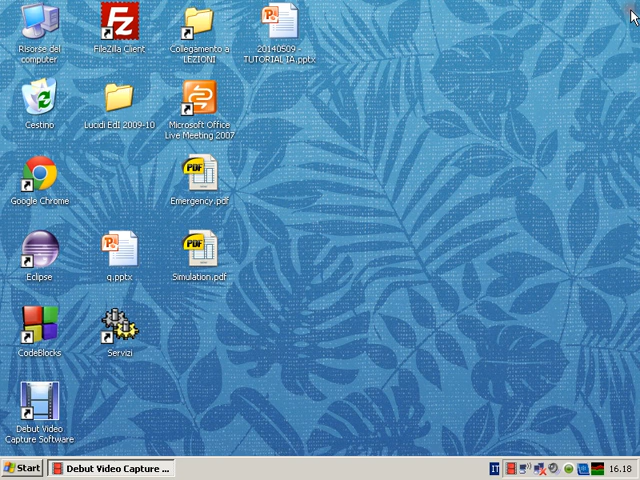 Risorse del
computer
FileZilla Client
Collegamento a
LEZIONI
20140509 -
TUTORIAL IA.pptx
Cestino
Lucidi EdI 2009-10
Microsoft Office
Live Meeting 2007
Google Chrome
PDF
Emergency.pdf
Eclipse
q.pptx
PDF
Simulation.pdf
CodeBlocks
Servizi
Debut Video
Capture Software
Start
Debut Video Capture ...
IT
16.18